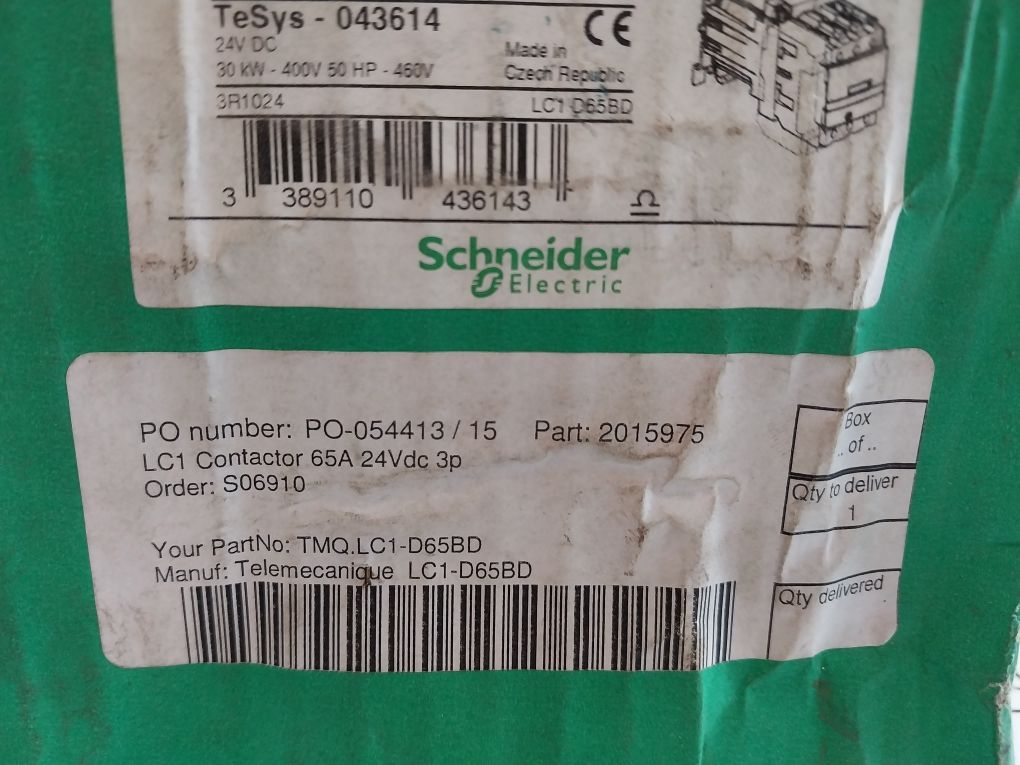 TeSys - 043614
CE
24V DC
30 kW - 400V 50 HP - 460V
Made in
Czech Republic
3R1024
LC1-D65BD
3 389110 436143
Schneider
Electric
PO number: PO-054413 / 15 Part: 2015975
LC1 Contactor 65A 24Vdc 3p
Order: S06910
Your PartNo: TMQ.LC1-D65BD
Manuf: Telemecanique LC1-D65BD
Box
.. of ..
Qty to deliver
1
Qty delivered